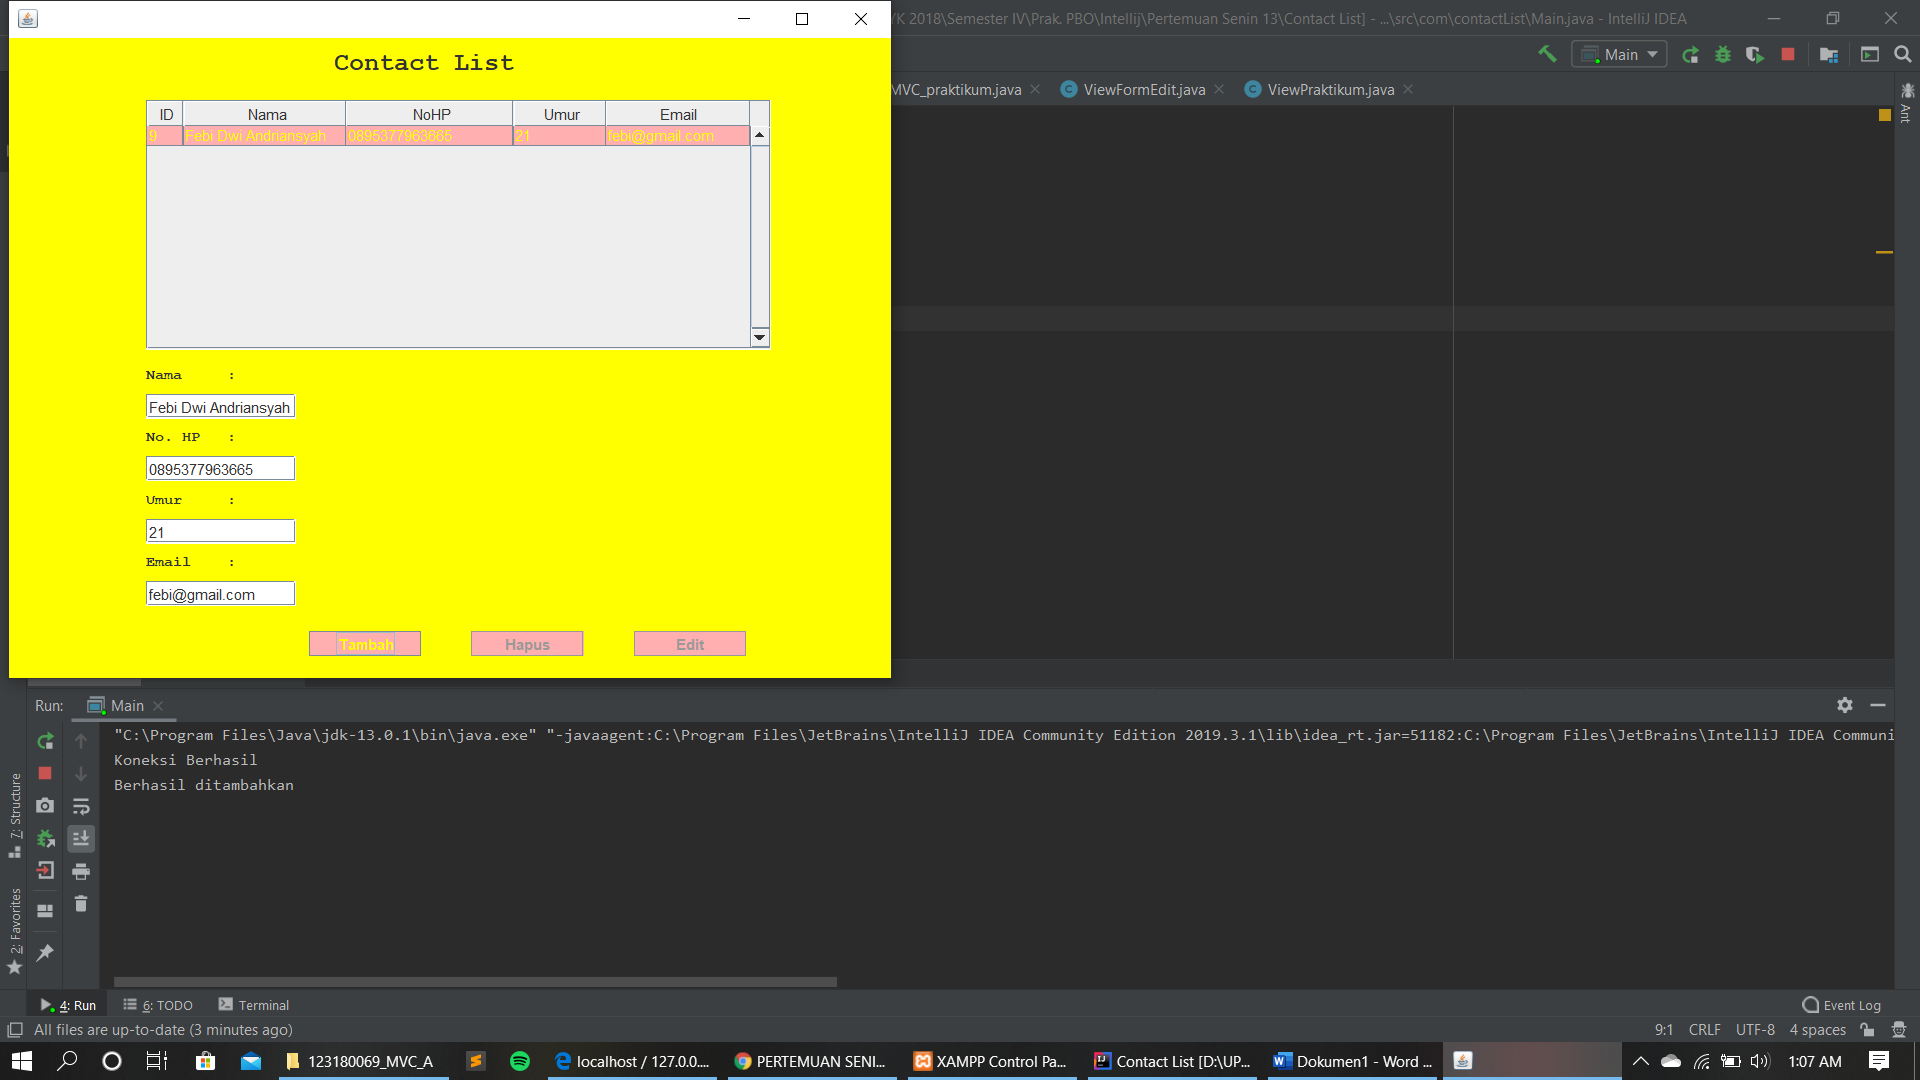 /K 2018\Semester IV\Prak. PBO\Intellij\Pertemuan Senin 13\Contact List] - ...\src\com\contactList\Main.java - IntelliJ IDEA
Main
MVC_praktikum.java
ViewFormEdit.java
ViewPraktikum.java
Ant
Contact List
ID Nama NoHP Umur Email
9 Febi Dwi Andriansyah 0895377963665 21 febi@gmail.com
Nama :
Febi Dwi Andriansyah
No. HP :
0895377963665
Umur :
21
Email :
febi@gmail.com
Tambah Hapus Edit
Run: Main
"C:\Program Files\Java\jdk-13.0.1\bin\java.exe" "-javaagent:C:\Program Files\JetBrains\IntelliJ IDEA Community Edition 2019.3.1\lib\idea_rt.jar=51182:C:\Program Files\JetBrains\IntelliJ IDEA Communi
Koneksi Berhasil
Berhasil ditambahkan
7: Structure
2: Favorites
4: Run 6: TODO Terminal Event Log
All files are up-to-date (3 minutes ago) 9:1 CRLF UTF-8 4 spaces
123180069_MVC_A localhost / 127.0.0.... PERTEMUAN SENI... XAMPP Control Pa... Contact List [D:\UP... Dokumen1 - Word ... 1:07 AM